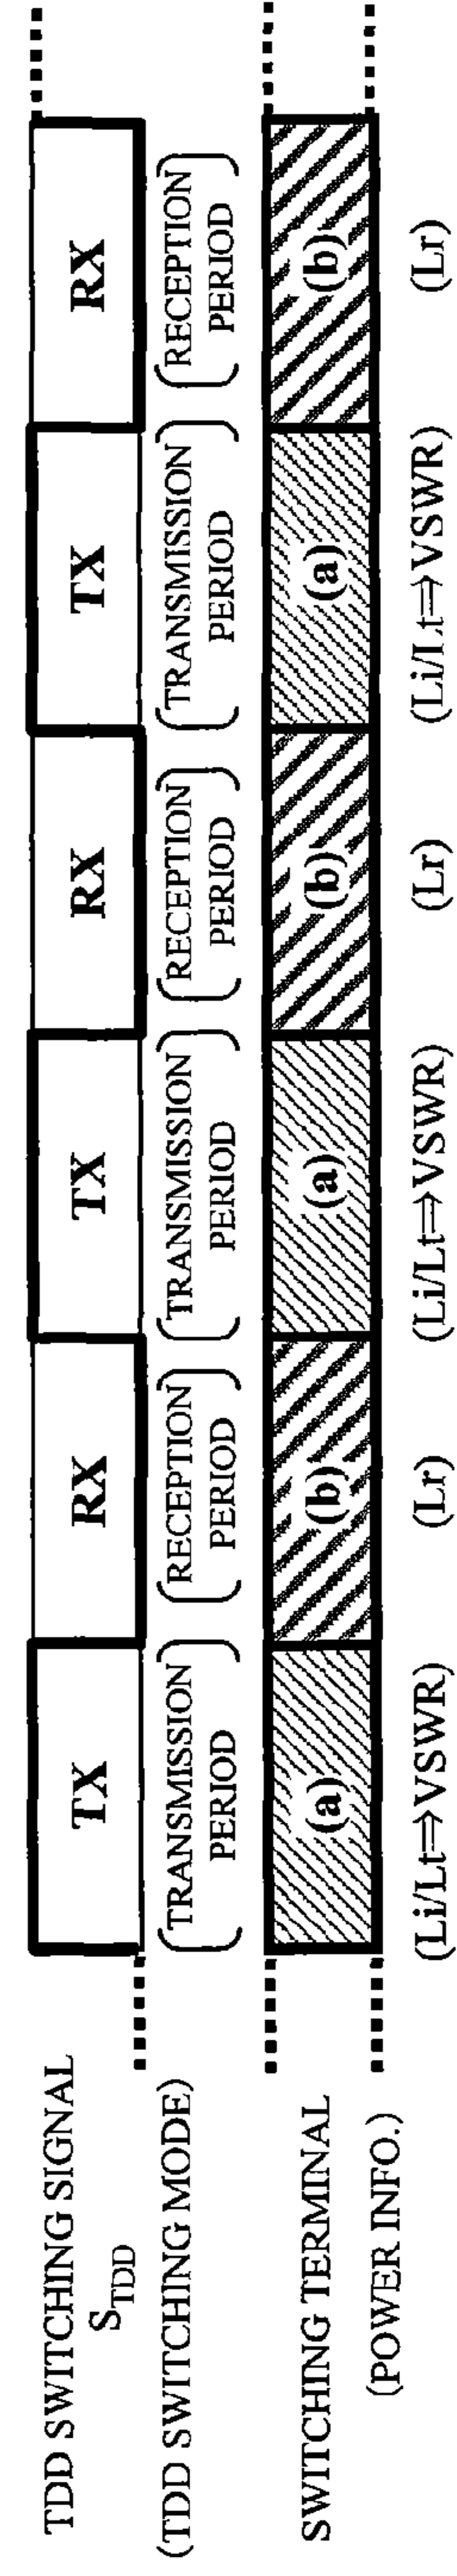 TDD SWITCHING SIGNAL
S_TDD
TX RX TX RX TX RX
(TDD SWITCHING MODE)
(TRANSMISSION PERIOD) (RECEPTION PERIOD) (TRANSMISSION PERIOD) (RECEPTION PERIOD) (TRANSMISSION PERIOD) (RECEPTION PERIOD)
SWITCHING TERMINAL
(a) (b) (a) (b) (a) (b)
(POWER INFO.)
(Li/Lt⇒VSWR) (Lr) (Li/Lt⇒VSWR) (Lr) (Li/Lt⇒VSWR) (Lr)